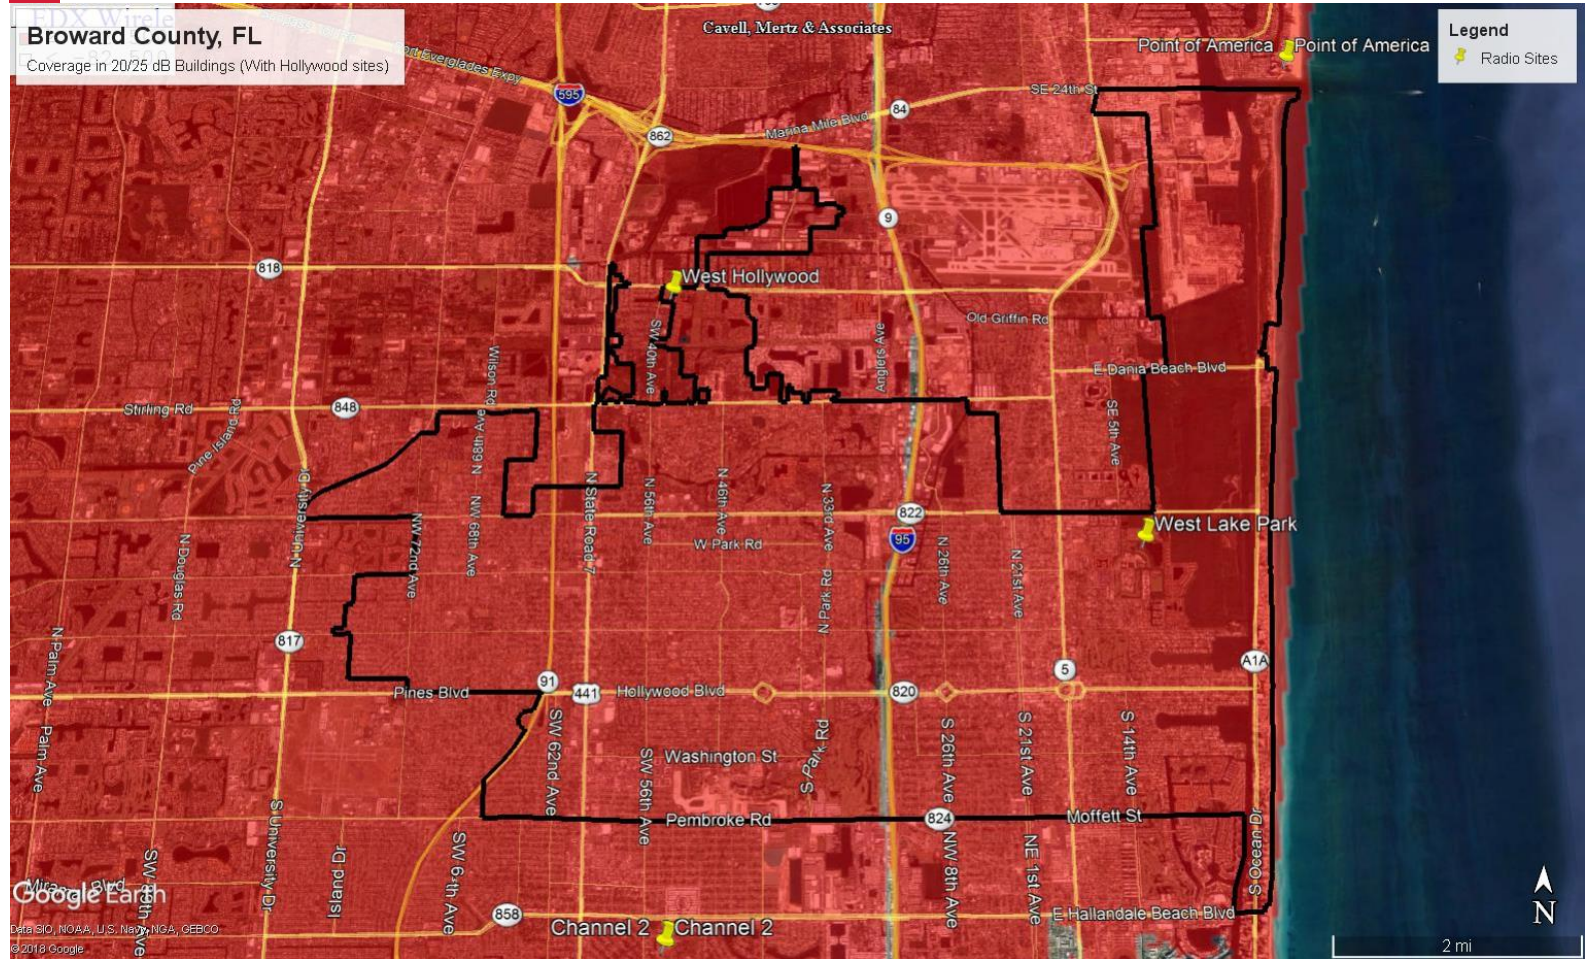 EDX Wirele
Broward County, FL
Coverage in 20/25 dB Buildings (With Hollywood sites)
Cavell, Mertz & Associates
Legend
Radio Sites
Point of America
Point of America
Port Everglades Expy
595
SE 24th St
84
862
Marina Mile Blvd
9
818
West Hollywood
Old Griffin Rd
SW 40th Ave
Anglers Ave
Wilson Rd
E Dania Beach Blvd
Stirling Rd
848
Pine Island Rd
N 69th Ave
SE 5th Ave
N University Dr
N State Road 7
N 56th Ave
N 46th Ave
N 33rd Ave
822
West Lake Park
NW 72nd Ave
NW 68th Ave
W Park Rd
95
N Douglas Rd
N Park Rd
N 26th Ave
N 21st Ave
817
N Palm Ave
5
A1A
91
441
Pines Blvd
Hollywood Blvd
820
Palm Ave
SW 62nd Ave
SW 56th Ave
Washington St
S Park Rd
S 26th Ave
S 21st Ave
S 14th Ave
Pembroke Rd
824
Moffett St
S University Dr
Island Dr
NW 8th Ave
NE 1st Ave
S Ocean Dr
Google Earth
858
Channel 2
Channel 2
E Hallandale Beach Blvd
N
Data SIO, NOAA, U.S. Navy, NGA, GEBCO
© 2018 Google
2 mi